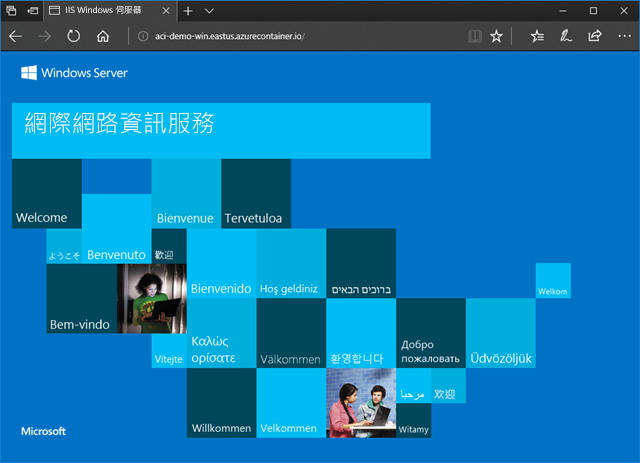 IIS Windows 伺服器
aci-demo-win.eastus.azurecontainer.io/
Windows Server
網際網路資訊服務
Welcome
Bienvenue
Tervetuloa
ようこそ
Benvenuto
歡迎
Bienvenido
Hoş geldiniz
ברוכים הבאים
Welkom
Bem-vindo
Vítejte
Καλώς
ορίσατε
Välkommen
환영합니다
Добро
пожаловать
Üdvözöljük
مرحبا
欢迎
Willkommen
Velkommen
Witamy
Microsoft